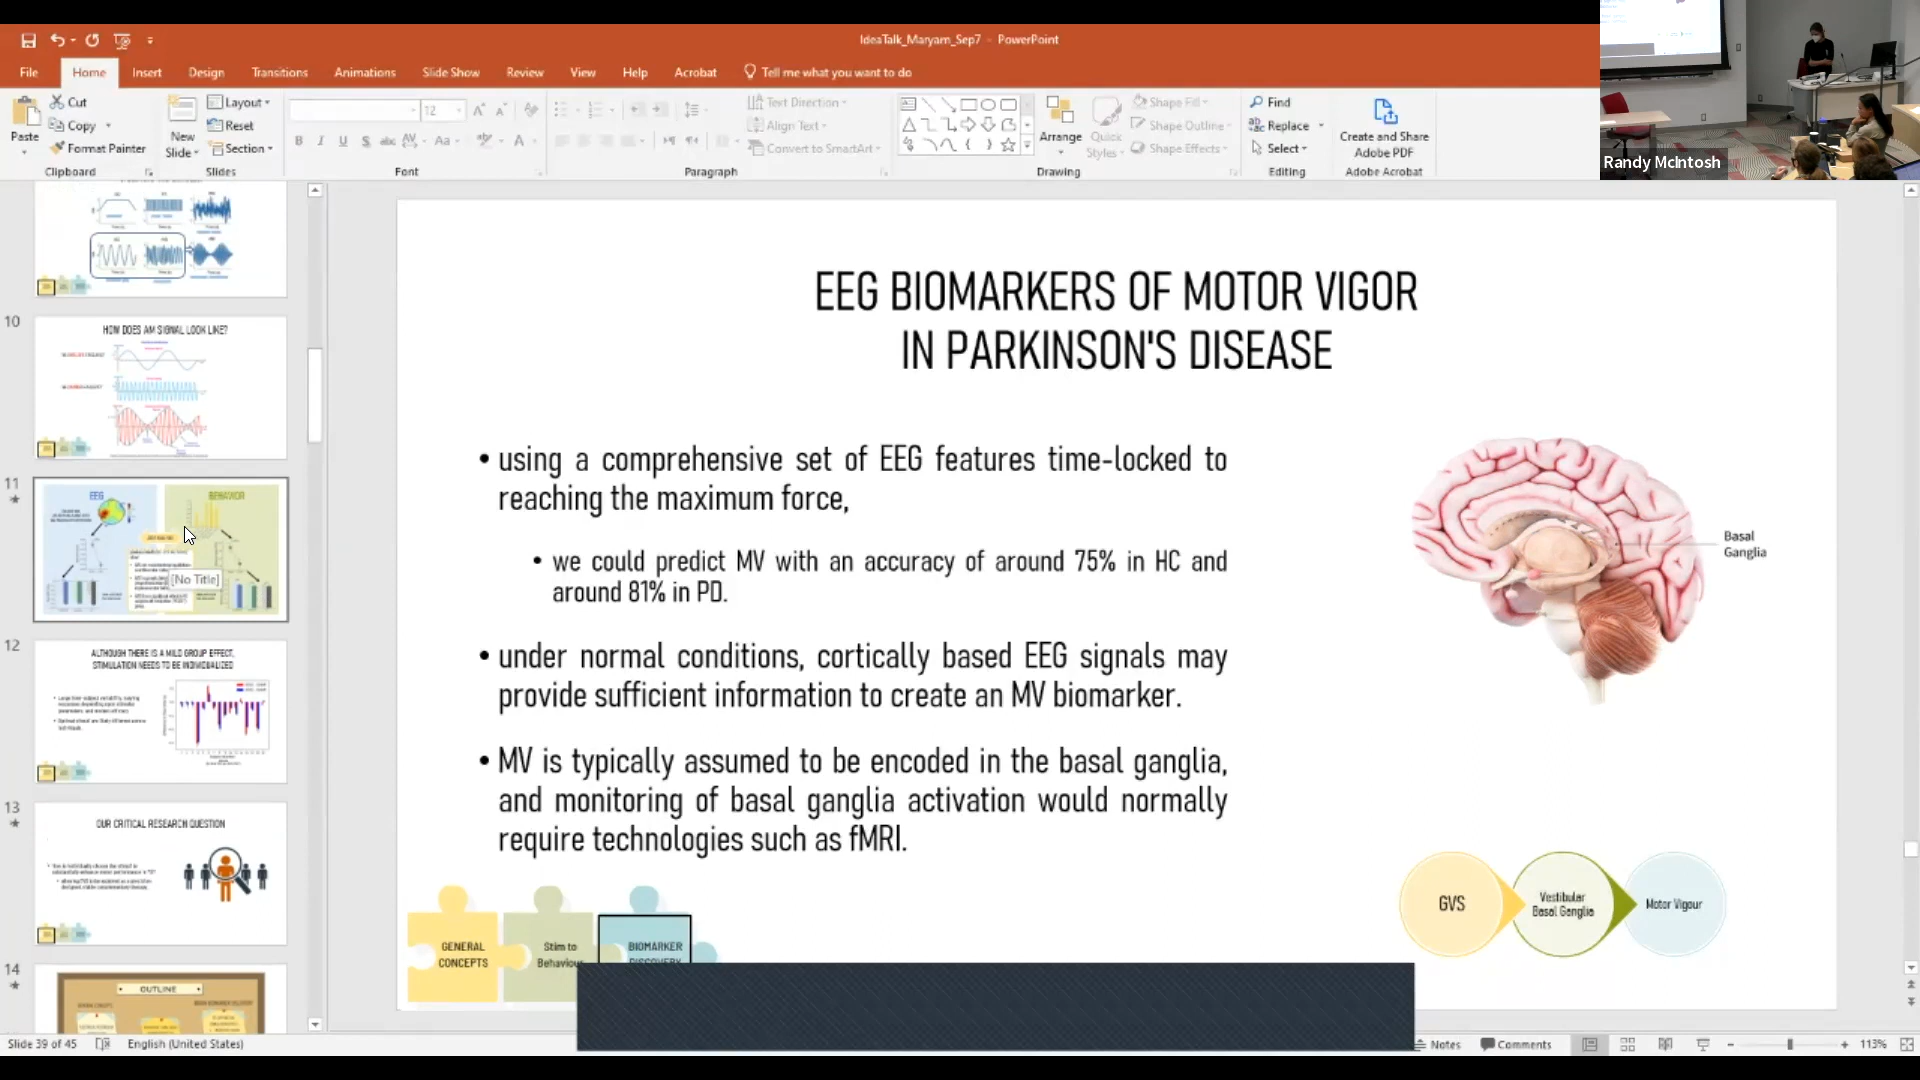 IdeaTalk_Maryam_Sep7 - PowerPoint
File Home Insert Design Transitions Animations Slide Show Review View Help Acrobat Tell me what you want to do
Paste
Cut
Copy
Format Painter
Clipboard
New Slide
Layout
Reset
Section
Slides
12
Font
Text Direction
Align Text
Convert to SmartArt
Paragraph
Arrange
Quick Styles
Shape Fill
Shape Outline
Shape Effects
Drawing
Find
Replace
Select
Editing
Create and Share
Adobe PDF
Adobe Acrobat
Randy McIntosh
10
HOW DOES AM SIGNAL LOOK LIKE?
11
EEG
BEHAVIOR
[No Title]
12
ALTHOUGH THERE IS A MILD GROUP EFFECT,
STIMULATION NEEDS TO BE INDIVIDUALIZED
13
OUR CRITICAL RESEARCH QUESTION
14
OUTLINE
EEG BIOMARKERS OF MOTOR VIGOR
IN PARKINSON'S DISEASE
• using a comprehensive set of EEG features time-locked to
reaching the maximum force,
• we could predict MV with an accuracy of around 75% in HC and
around 81% in PD.
• under normal conditions, cortically based EEG signals may
provide sufficient information to create an MV biomarker.
• MV is typically assumed to be encoded in the basal ganglia,
and monitoring of basal ganglia activation would normally
require technologies such as fMRI.
Basal
Ganglia
GENERAL
CONCEPTS
Stim to
Behaviour
BIOMARKER
DISCOVERY
GVS
Vestibular
Basal Ganglia
Motor Vigour
Slide 39 of 45
English (United States)
Notes
Comments
113%